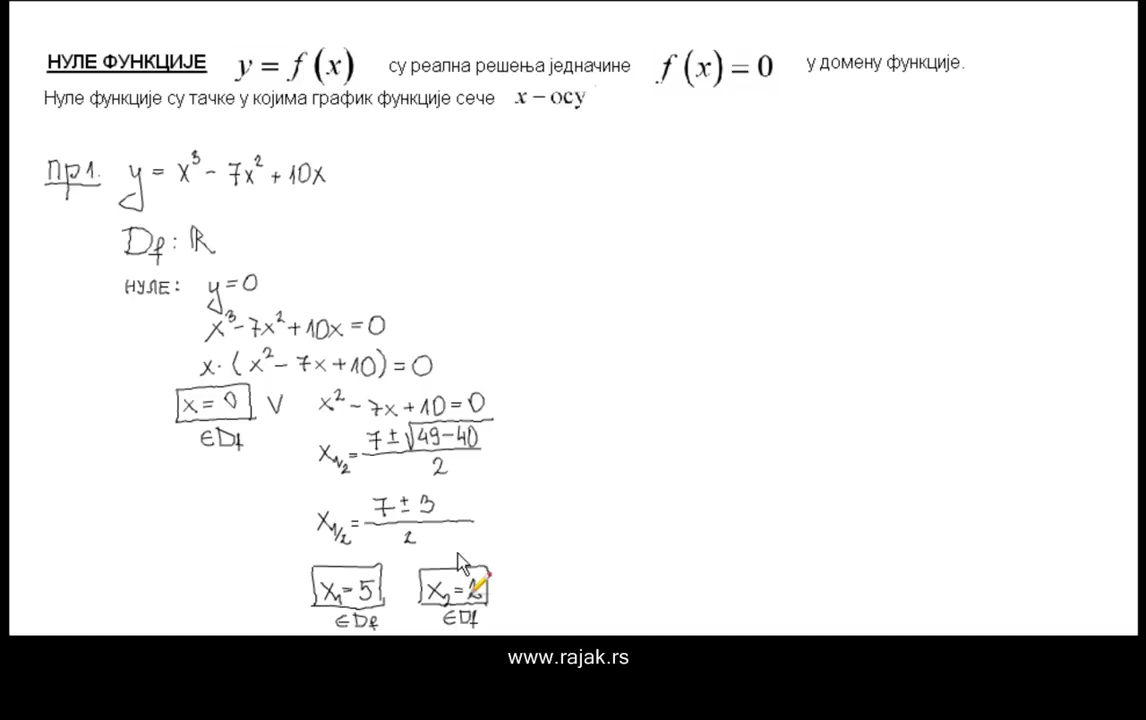 НУЛЕ ФУНКЦИЈЕ y = f(x) су реална решења једначине f(x) = 0 у домену функције.
Нуле функције су тачке у којима график функције сече x – осу
Пр1. y = x³ - 7x² + 10x
Df: ℝ
НУЛЕ: y = 0
x³ - 7x² + 10x = 0
x · (x² - 7x + 10) = 0
x = 0 ∨ x² - 7x + 10 = 0
∈Df
x₁/₂ = (7 ± √(49 - 40)) / 2
x₁/₂ = (7 ± 3) / 2
x₁ = 5 x₂ = 2
∈Df ∈Df
www.rajak.rs